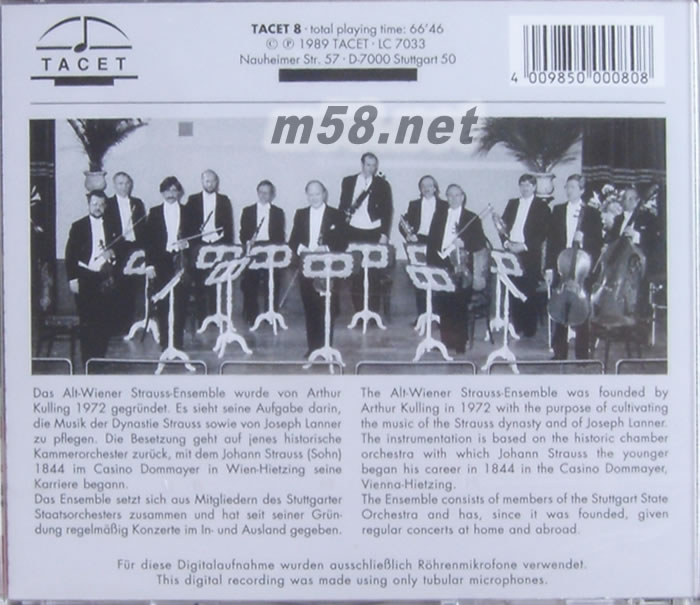 TACET
TACET 8 · total playing time: 66'46
© ℗ 1989 TACET · LC 7033
Nauheimer Str. 57 · D-7000 Stuttgart 50
4 009850 000808
m58.net
Das Alt-Wiener Strauss-Ensemble wurde von Arthur
Kulling 1972 gegründet. Es sieht seine Aufgabe darin,
die Musik der Dynastie Strauss sowie von Joseph Lanner
zu pflegen. Die Besetzung geht auf jenes historische
Kammerorchester zurück, mit dem Johann Strauss (Sohn)
1844 im Casino Dommayer in Wien-Hietzing seine
Karriere begann.
Das Ensemble setzt sich aus Mitgliedern des Stuttgarter
Staatsorchesters zusammen und hat seit seiner Grün-
dung regelmäßig Konzerte im In- und Ausland gegeben.
The Alt-Wiener Strauss-Ensemble was founded by
Arthur Kulling in 1972 with the purpose of cultivating
the music of the Strauss dynasty and of Joseph Lanner.
The instrumentation is based on the historic chamber
orchestra with which Johann Strauss the younger
began his career in 1844 in the Casino Dommayer,
Vienna-Hietzing.
The Ensemble consists of members of the Stuttgart State
Orchestra and has, since it was founded, given
regular concerts at home and abroad.
Für diese Digitalaufnahme wurden ausschließlich Röhrenmikrofone verwendet.
This digital recording was made using only tubular microphones.